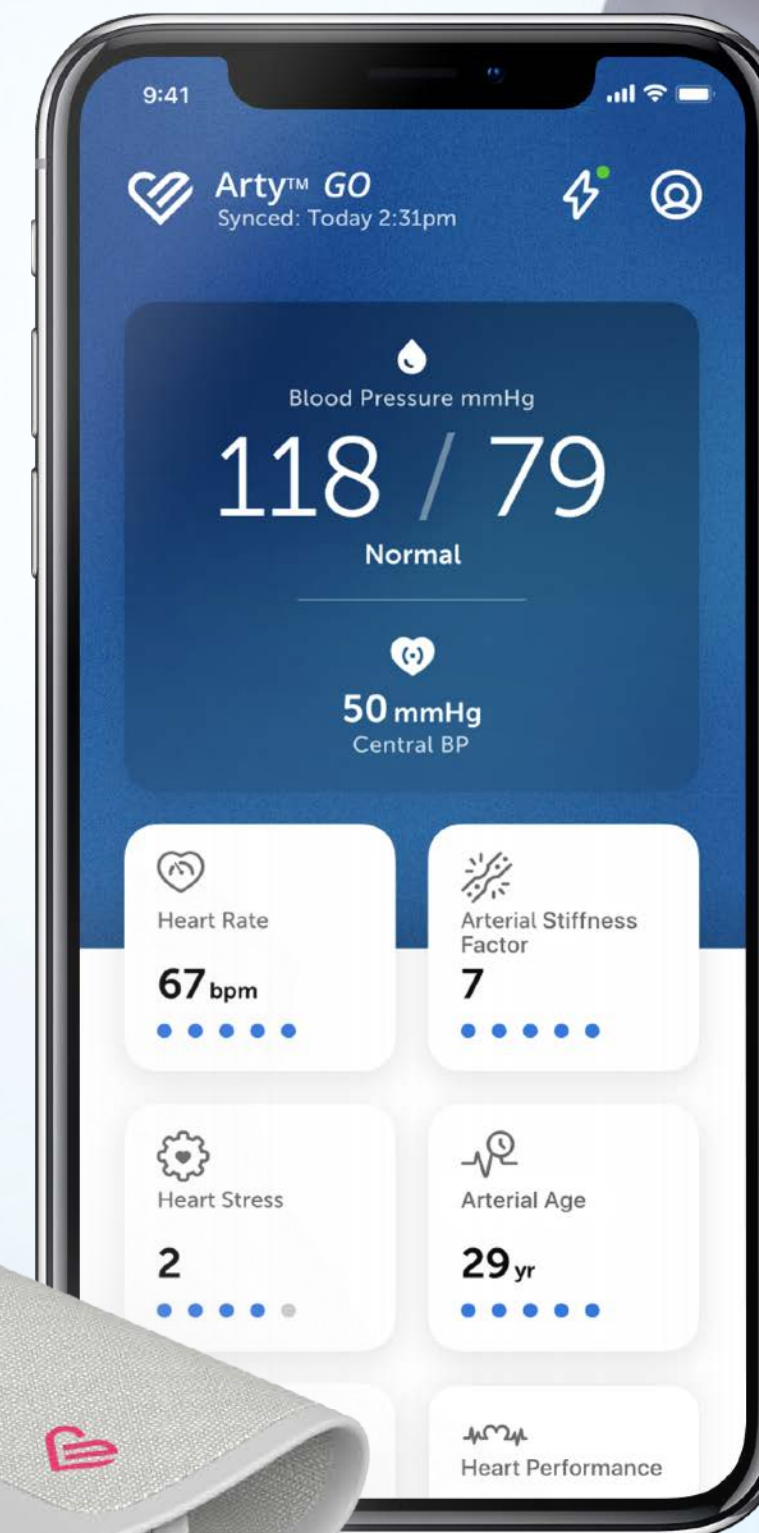 9:41
Arty™ GO
Synced: Today 2:31pm
Blood Pressure mmHg
118 / 79
Normal
50 mmHg
Central BP
Heart Rate
67 bpm
Arterial Stiffness
Factor
7
Heart Stress
2
Arterial Age
29 yr
Heart Performance